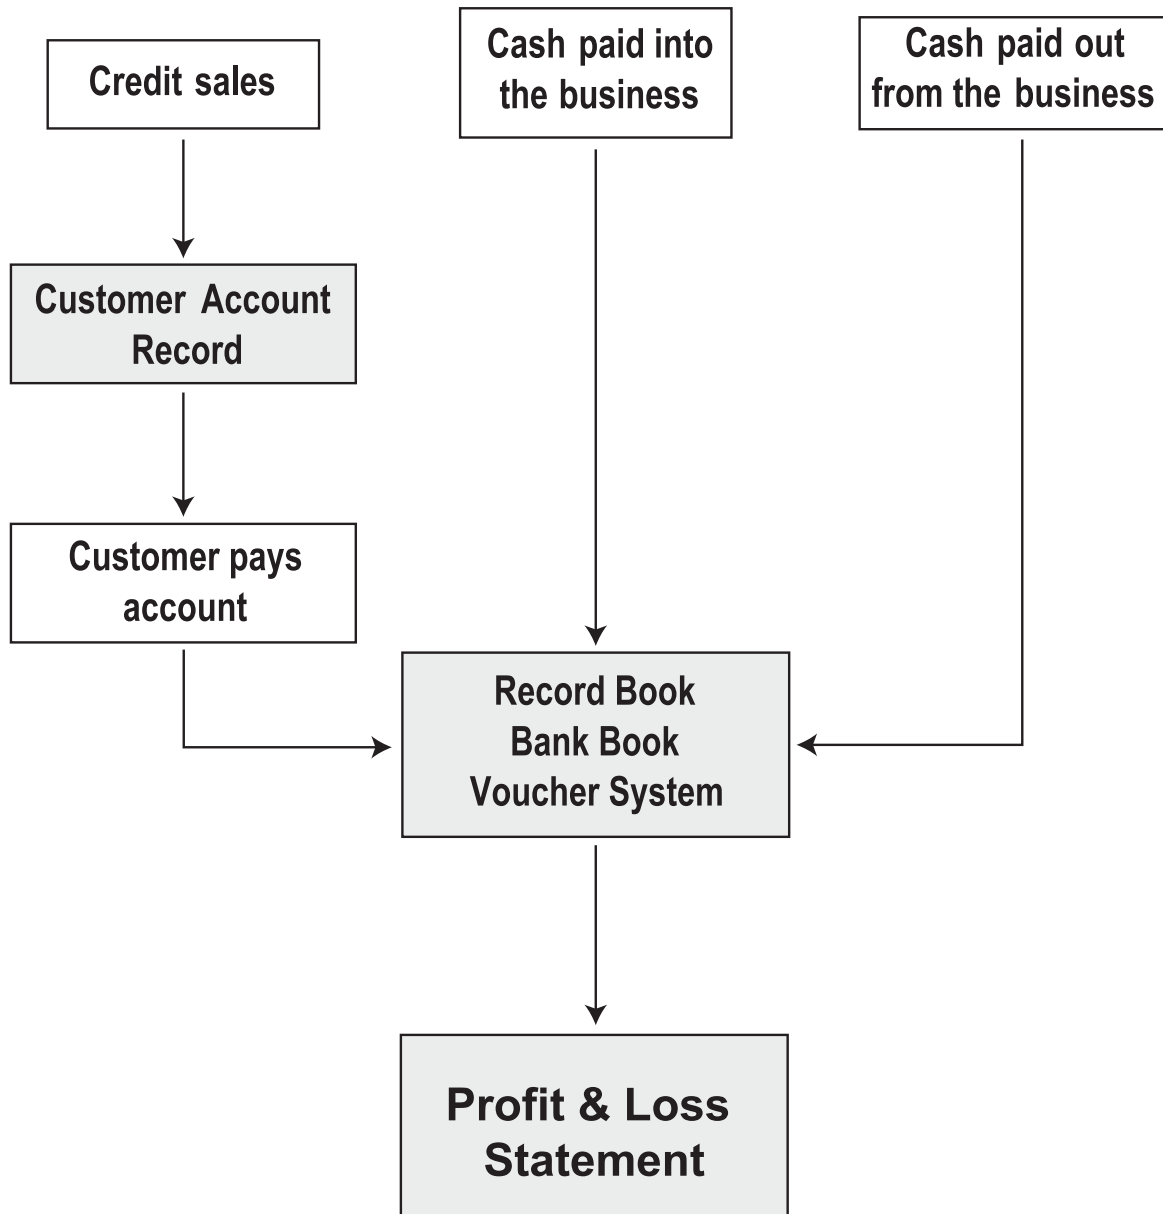 Credit sales
Cash paid into
the business
Cash paid out
from the business
Customer Account
Record
Customer pays
account
Record Book
Bank Book
Voucher System
Profit & Loss
Statement